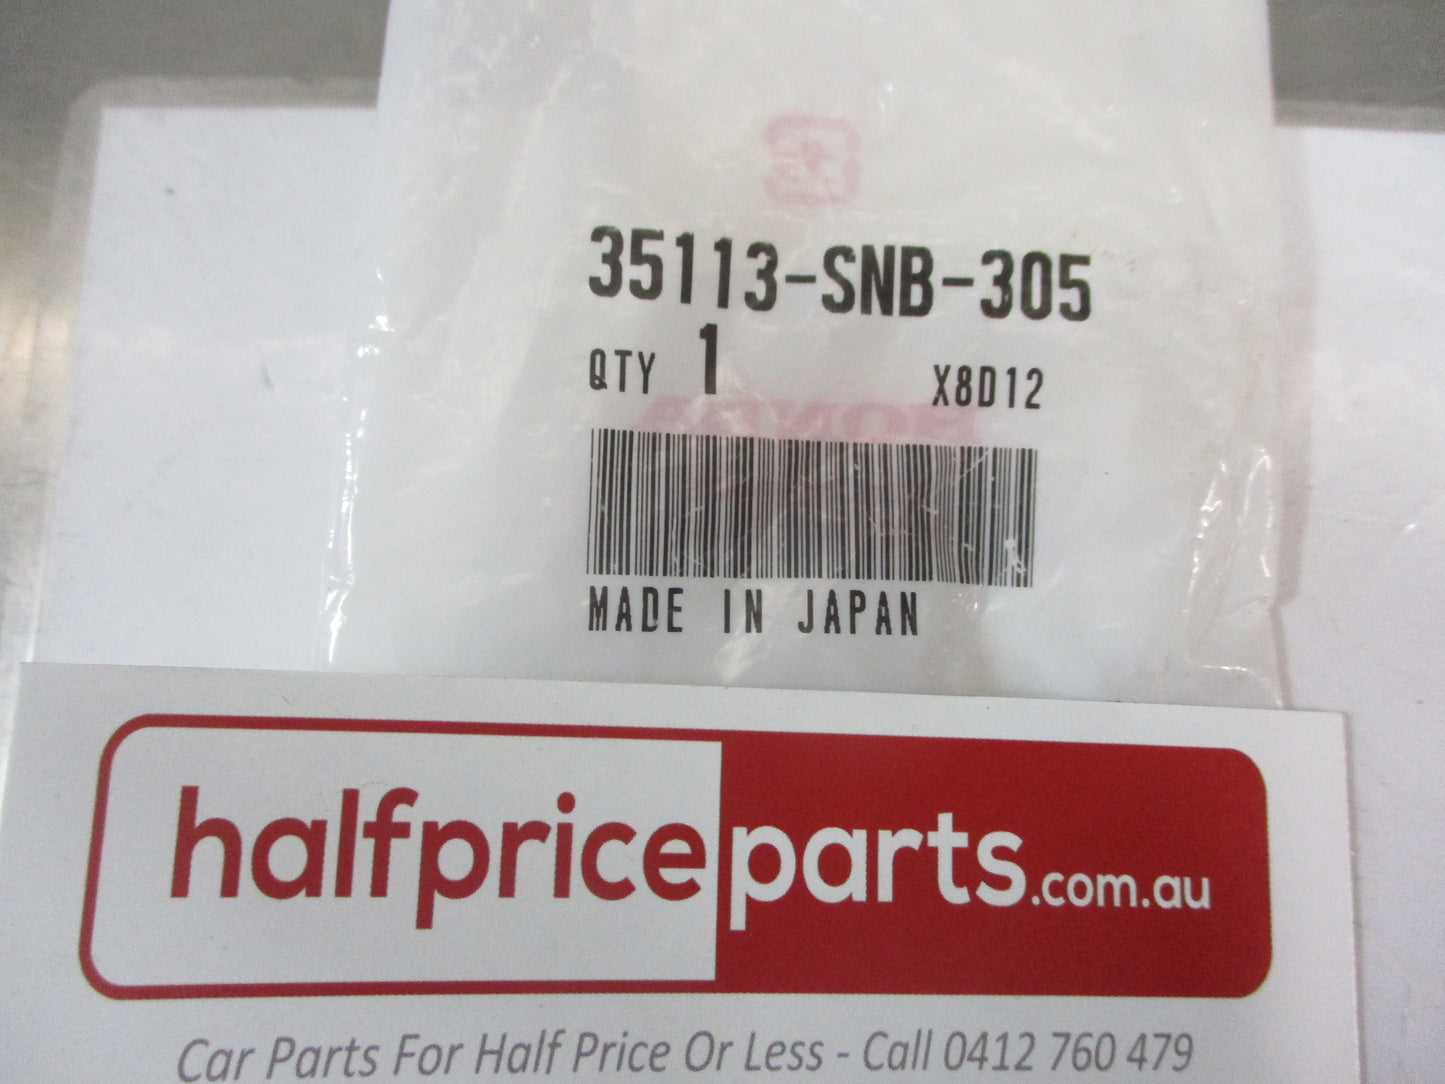 35113-SNB-305
QTY 1 X8D12
HONDA
MADE IN JAPAN
halfpriceparts.com.au
Car Parts For Half Price Or Less - Call 0412 760 479